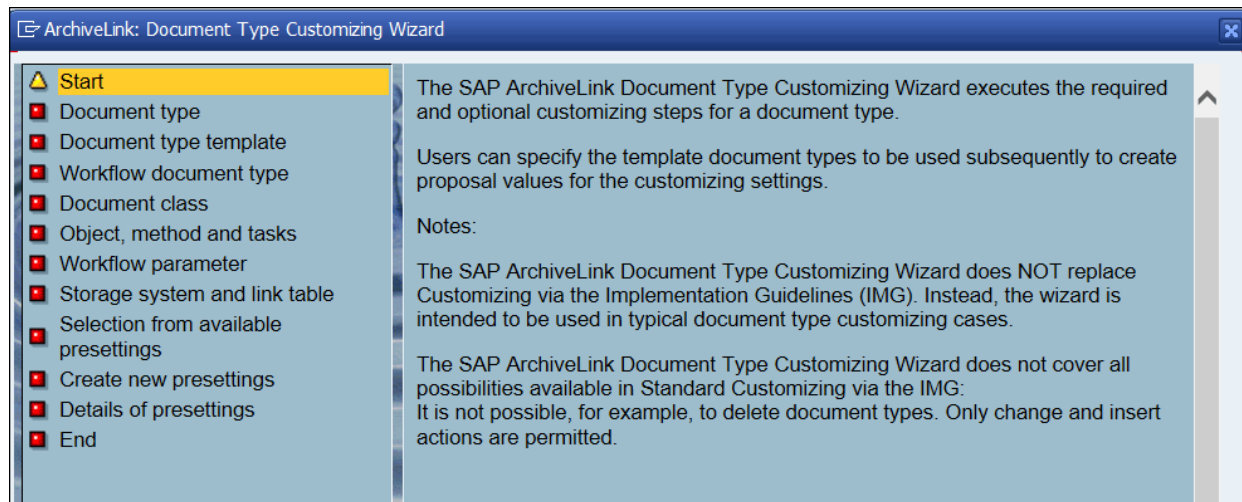 ArchiveLink: Document Type Customizing Wizard
Start
Document type
Document type template
Workflow document type
Document class
Object, method and tasks
Workflow parameter
Storage system and link table
Selection from available
presettings
Create new presettings
Details of presettings
End
The SAP ArchiveLink Document Type Customizing Wizard executes the required
and optional customizing steps for a document type.
Users can specify the template document types to be used subsequently to create
proposal values for the customizing settings.
Notes:
The SAP ArchiveLink Document Type Customizing Wizard does NOT replace
Customizing via the Implementation Guidelines (IMG). Instead, the wizard is
intended to be used in typical document type customizing cases.
The SAP ArchiveLink Document Type Customizing Wizard does not cover all
possibilities available in Standard Customizing via the IMG:
It is not possible, for example, to delete document types. Only change and insert
actions are permitted.